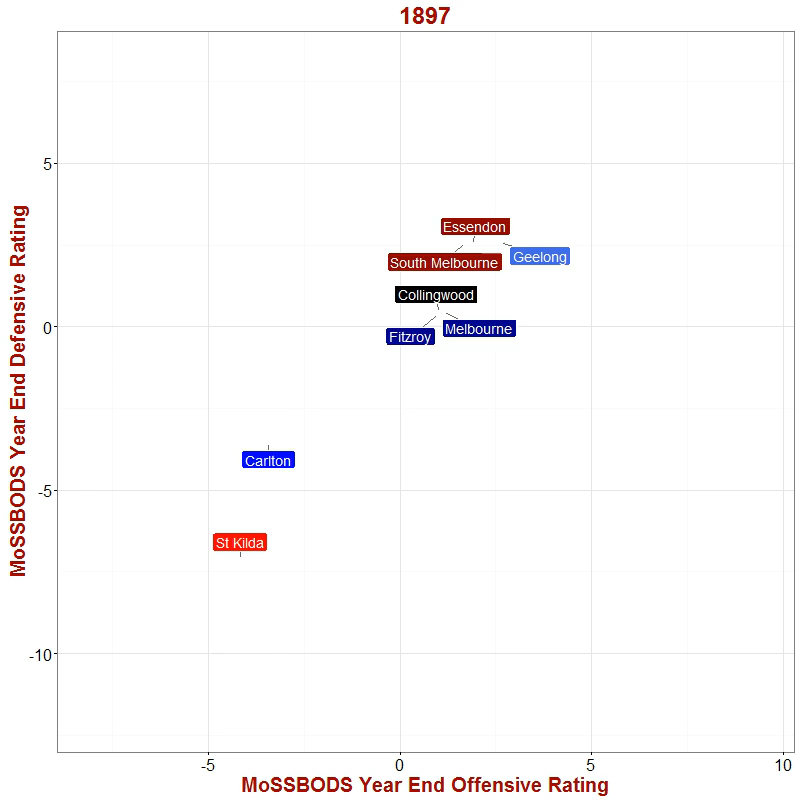 1897
MoSSBODS Year End Defensive Rating
5
0
-5
-10
Essendon
Geelong
South Melbourne
Collingwood
Melbourne
Fitzroy
Carlton
St Kilda
-5
0
5
10
MoSSBODS Year End Offensive Rating